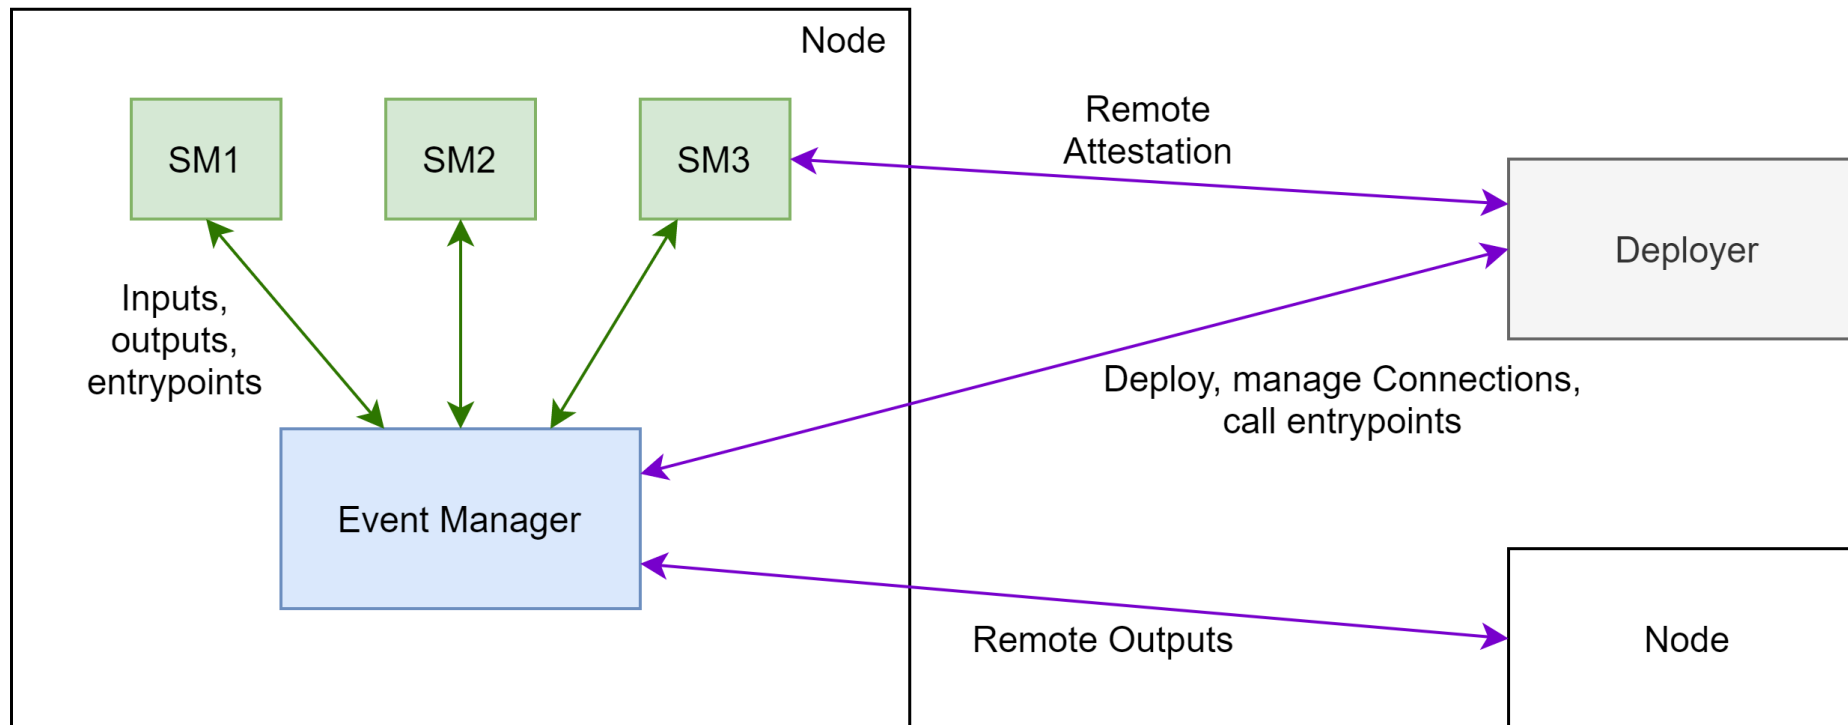 Node
SM1
SM2
SM3
Remote
Attestation
Deployer
Inputs,
outputs,
entrypoints
Deploy, manage Connections,
call entrypoints
Event Manager
Remote Outputs
Node